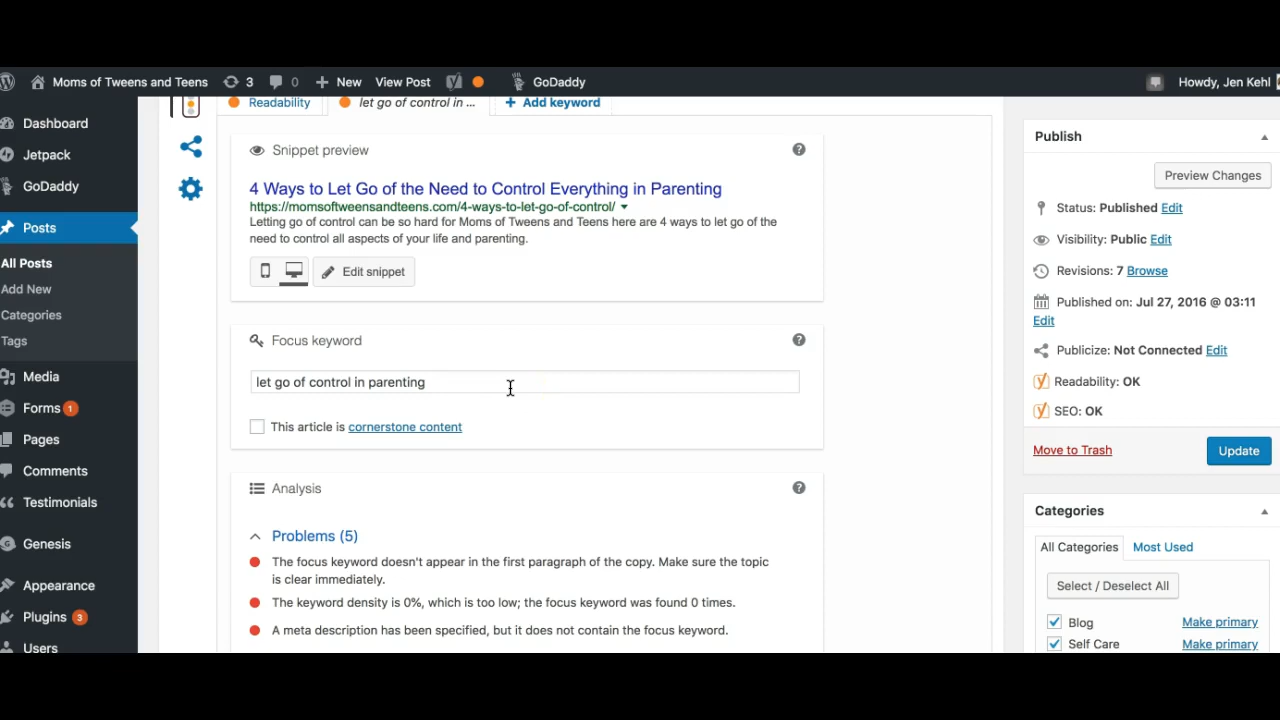 Moms of Tweens and Teens 3 0 New View Post GoDaddy Howdy, Jen Kehl
Dashboard
Jetpack
GoDaddy
Posts
All Posts
Add New
Categories
Tags
Media
Forms 1
Pages
Comments
Testimonials
Genesis
Appearance
Plugins 3
Users
Readability let go of control in ... + Add keyword
Snippet preview ?
4 Ways to Let Go of the Need to Control Everything in Parenting
https://momsoftweensandteens.com/4-ways-to-let-go-of-control/
Letting go of control can be so hard for Moms of Tweens and Teens here are 4 ways to let go of the
need to control all aspects of your life and parenting.
Edit snippet
Focus keyword ?
let go of control in parenting
This article is cornerstone content
Analysis ?
Problems (5)
The focus keyword doesn't appear in the first paragraph of the copy. Make sure the topic
is clear immediately.
The keyword density is 0%, which is too low; the focus keyword was found 0 times.
A meta description has been specified, but it does not contain the focus keyword.
Publish
Preview Changes
Status: Published Edit
Visibility: Public Edit
Revisions: 7 Browse
Published on: Jul 27, 2016 @ 03:11
Edit
Publicize: Not Connected Edit
Readability: OK
SEO: OK
Move to Trash Update
Categories
All Categories Most Used
Select / Deselect All
Blog Make primary
Self Care Make primary